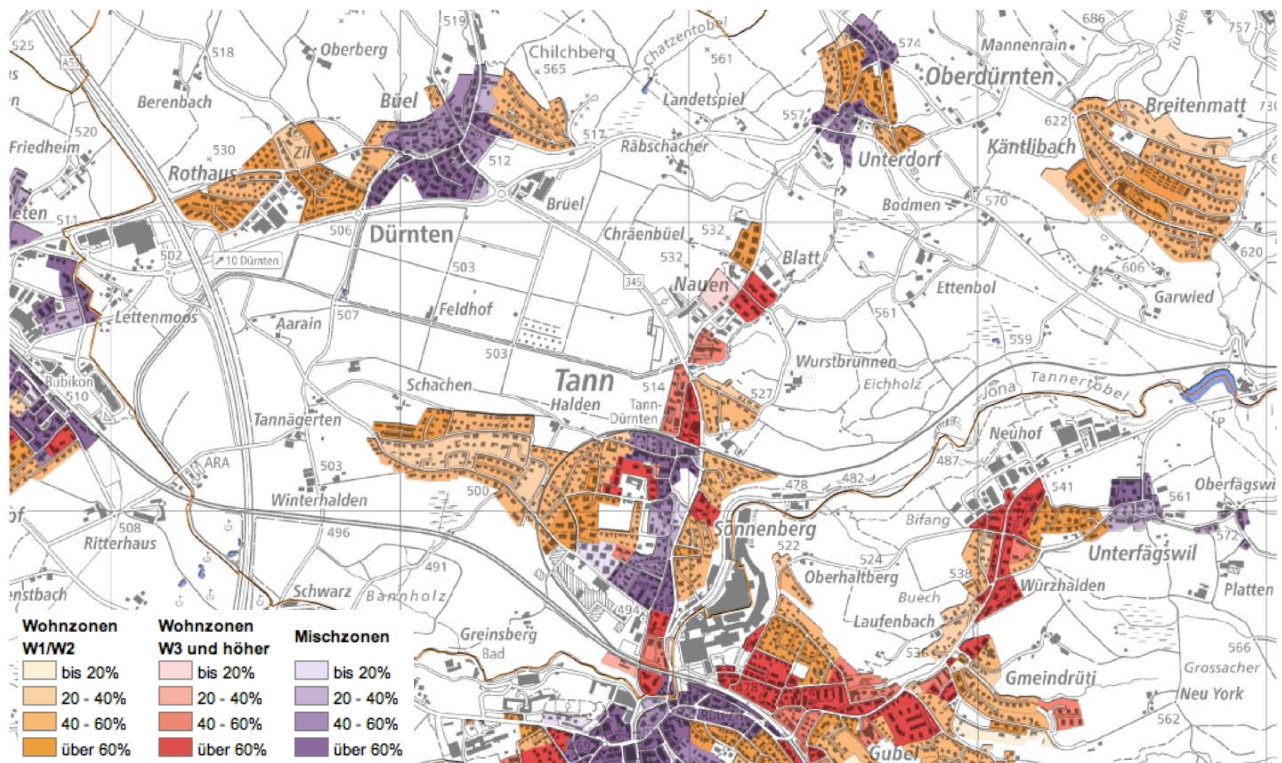 519
686
757
525
A53
518
Oberberg
Chilchberg
565
Chatzentobel
561
574
Mannenrain
Tumlen
Oberdürnten
Berenbach
Büel
Landetspiel
Breitenmatt
730
520
557
622
Friedheim
530
Zil
517
Räbschacher
Unterdorf
Käntlibach
Rothaus
512
Bodmen
570
511
506
Brüel
Dürnten
Chräenbüel
532
Blatt
620
502
10 Dürnten
503
532
606
345
Nauen
Ettenbol
Garwied
Lettenmoos
Feldhof
507
561
Aarain
559
503
Wurstbrunnen
Tann
Eichholz
Jona
Tannertobel
Bubikon
510
Schachen
Halden
514
527
Tann-
Dürnten
P
Tannägerten
Neuhof
ARA
503
487
Winterhalden
500
478
482
541
561
Oberfägswil
508
496
Sonnenberg
Bifang
572
Ritterhaus
522
524
Unterfägswil
491
Oberhaltberg
538
Schwarz
Bannholz
Buech
Würzhalden
Platten
494
Laufenbach
Greinsberg
Bad
536
566
Gmeindrüti
Grossacher
Neu York
562
Gubel
Wohnzonen
W1/W2
bis 20%
20 - 40%
40 - 60%
über 60%
Wohnzonen
W3 und höher
bis 20%
20 - 40%
40 - 60%
über 60%
Mischzonen
bis 20%
20 - 40%
40 - 60%
über 60%